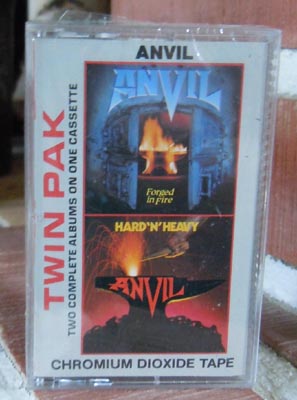 ANVIL
TWIN PAK
TWO COMPLETE ALBUMS ON ONE CASSETTE
ANVIL
Forged
in Fire
HARD 'N' HEAVY
ANVIL
CHROMIUM DIOXIDE TAPE